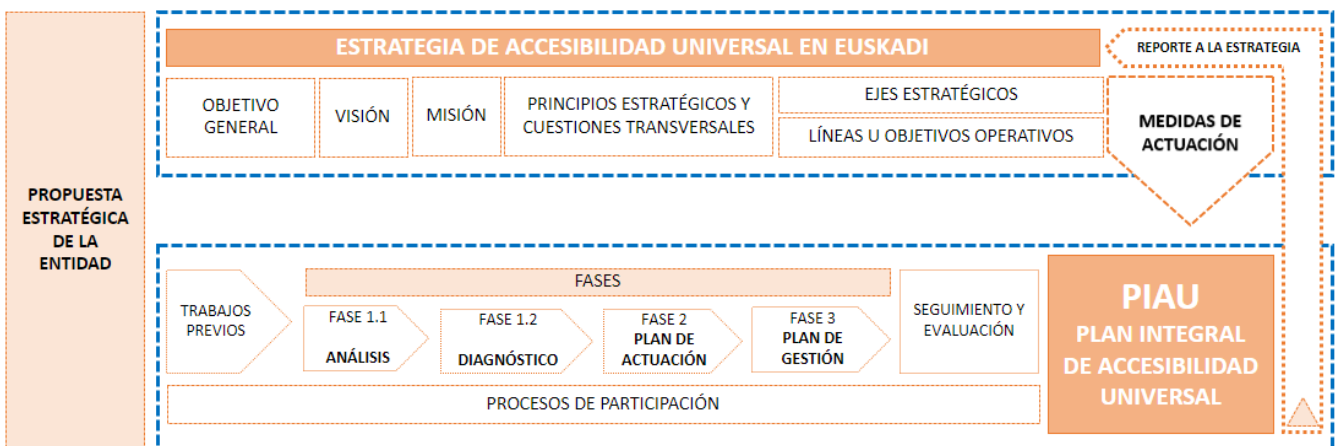 PROPUESTA
ESTRATÉGICA
DE LA
ENTIDAD
ESTRATEGIA DE ACCESIBILIDAD UNIVERSAL EN EUSKADI
REPORTE A LA ESTRATEGIA
OBJETIVO
GENERAL
VISIÓN
MISIÓN
PRINCIPIOS ESTRATÉGICOS Y
CUESTIONES TRANSVERSALES
EJES ESTRATÉGICOS
LÍNEAS U OBJETIVOS OPERATIVOS
MEDIDAS DE
ACTUACIÓN
TRABAJOS
PREVIOS
FASES
FASE 1.1
ANÁLISIS
FASE 1.2
DIAGNÓSTICO
FASE 2
PLAN DE
ACTUACIÓN
FASE 3
PLAN DE
GESTIÓN
SEGUIMIENTO Y
EVALUACIÓN
PROCESOS DE PARTICIPACIÓN
PIAU
PLAN INTEGRAL
DE ACCESIBILIDAD
UNIVERSAL